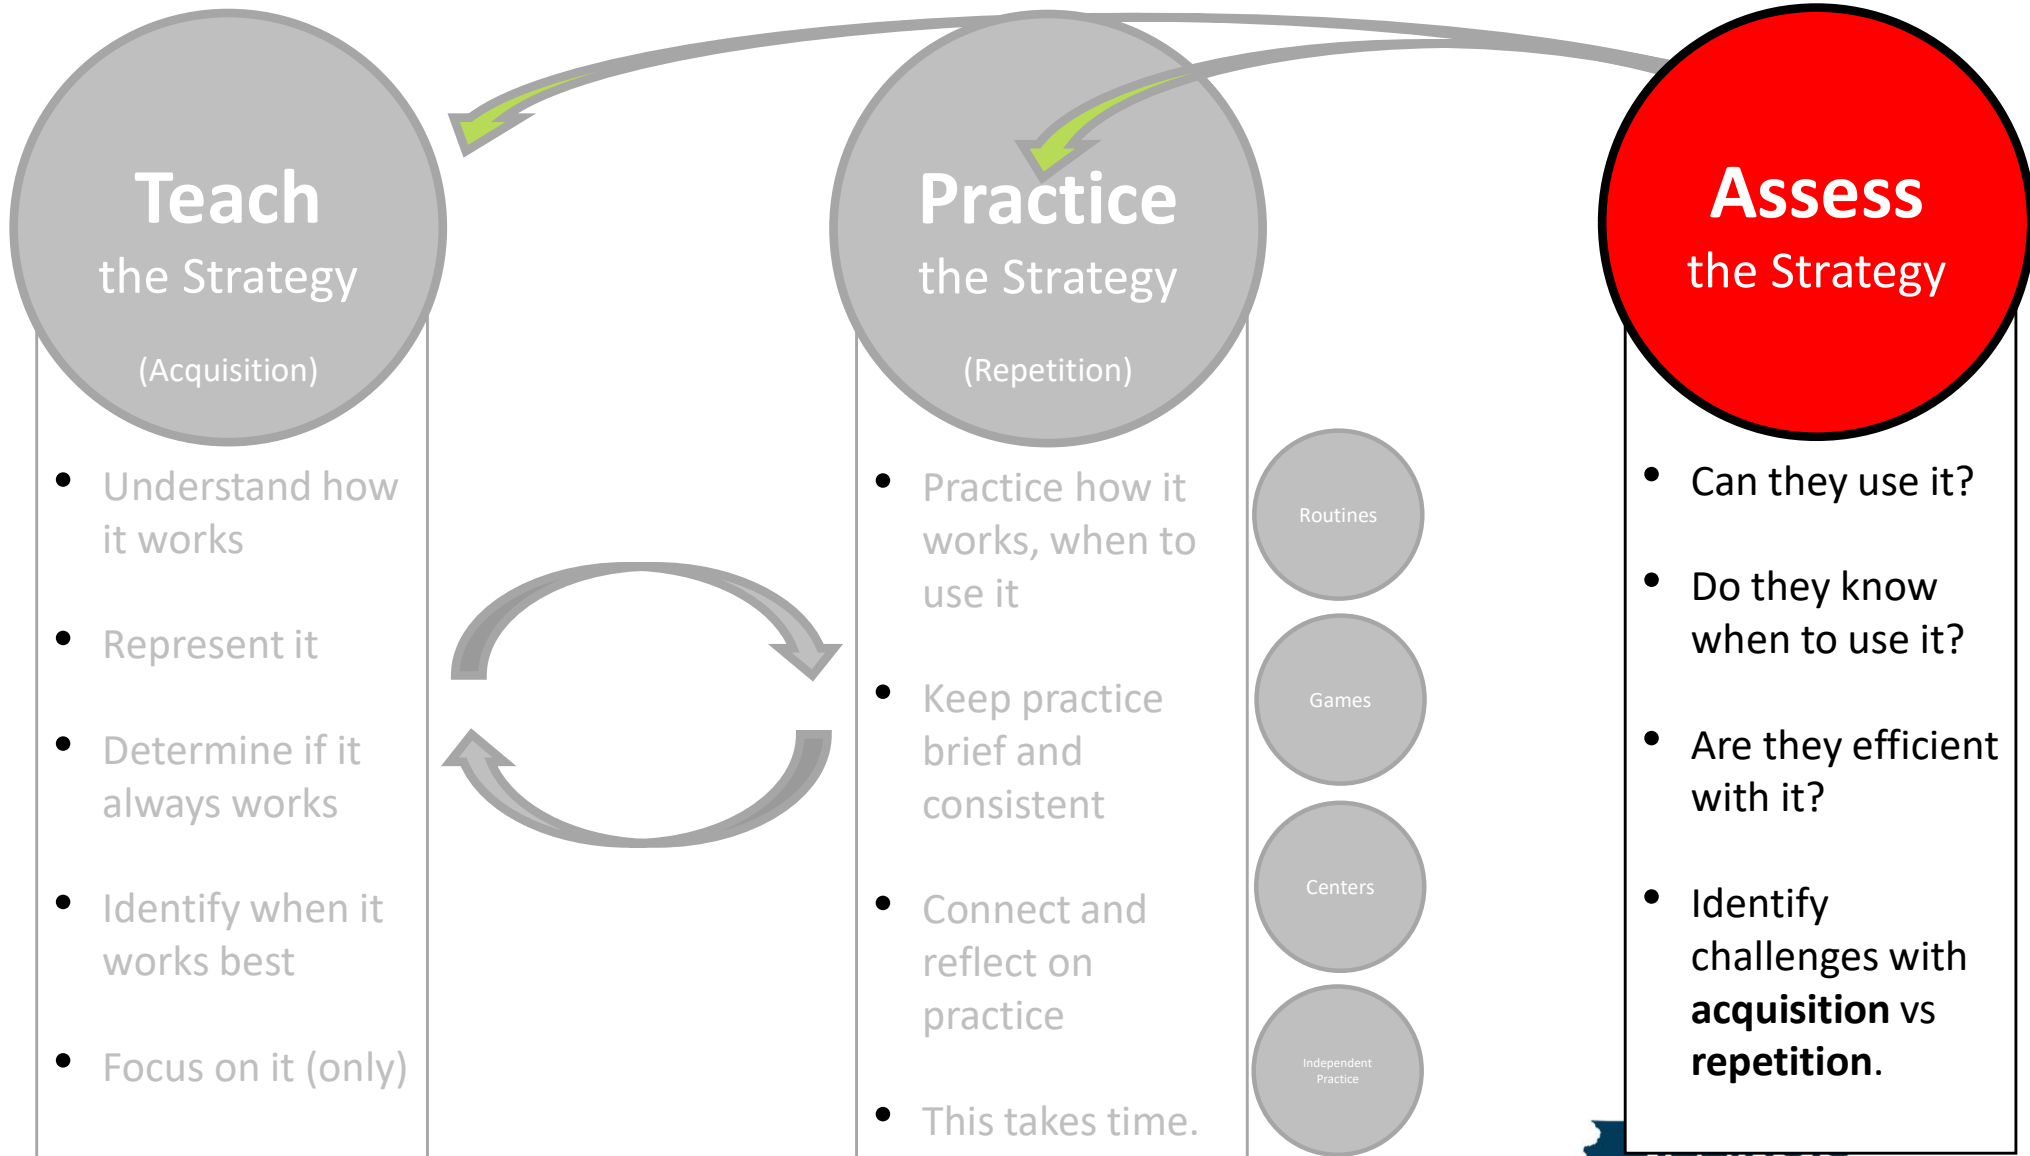 Teach
the Strategy
(Acquisition)
• Understand how
it works
• Represent it
• Determine if it
always works
• Identify when it
works best
• Focus on it (only)
Practice
the Strategy
(Repetition)
• Practice how it
works, when to
use it
• Keep practice
brief and
consistent
• Connect and
reflect on
practice
• This takes time.
Routines
Games
Centers
Independent
Practice
Assess
the Strategy
• Can they use it?
• Do they know
when to use it?
• Are they efficient
with it?
• Identify
challenges with
acquisition vs
repetition.